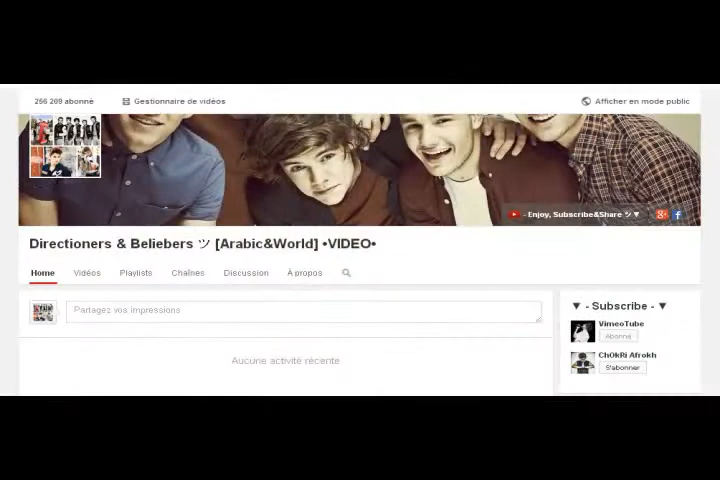 256 209 abonné
Gestionnaire de vidéos
Afficher en mode public
- Enjoy, Subscribe&Share ツ ▼
Directioners & Beliebers ツ [Arabic&World] •VIDEO•
Home Vidéos Playlists Chaînes Discussion À propos
Partagez vos impressions
Aucune activité récente
▼ - Subscribe - ▼
VimeoTube
Abonné
ChOkRi Afrokh
S'abonner